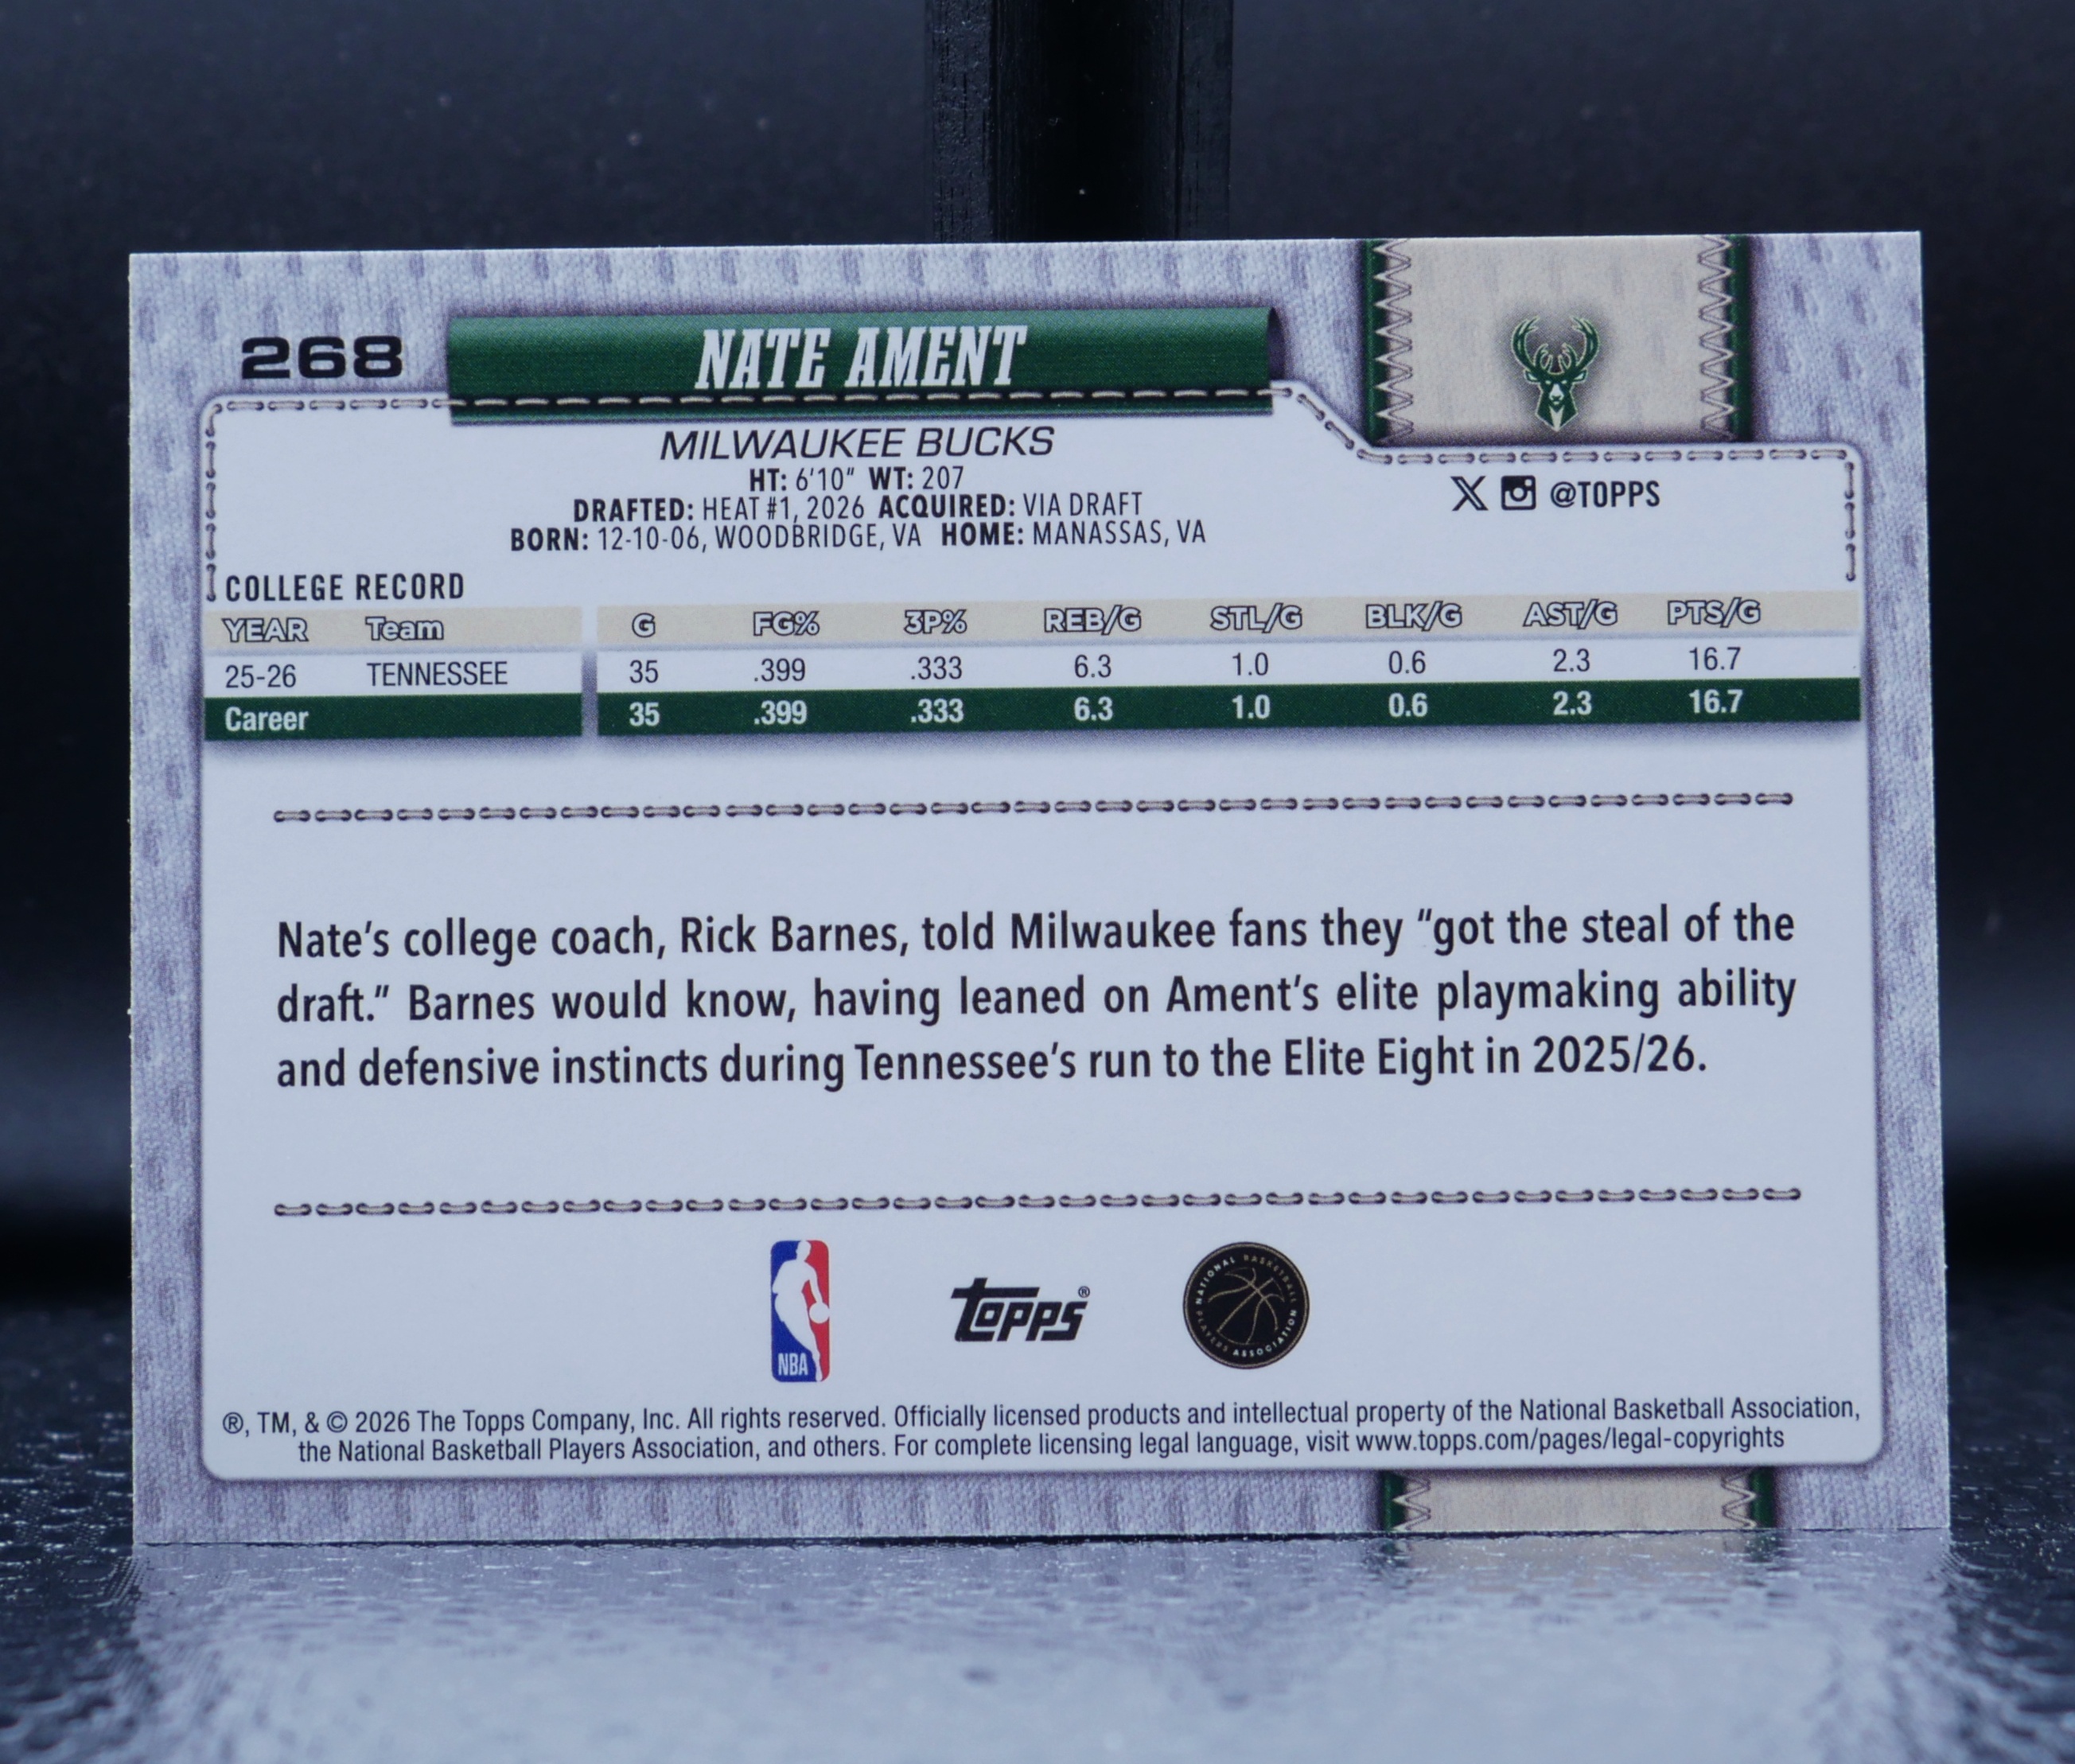 268
NATE AMENT
MILWAUKEE BUCKS
HT: 6'10" WT: 207
DRAFTED: HEAT #1, 2026 ACQUIRED: VIA DRAFT
BORN: 12-10-06, WOODBRIDGE, VA HOME: MANASSAS, VA
@TOPPS
COLLEGE RECORD
YEAR Team G FG% 3P% REB/G STL/G BLK/G AST/G PTS/G
25-26 TENNESSEE 35 .399 .333 6.3 1.0 0.6 2.3 16.7
Career 35 .399 .333 6.3 1.0 0.6 2.3 16.7
Nate's college coach, Rick Barnes, told Milwaukee fans they "got the steal of the
draft." Barnes would know, having leaned on Ament's elite playmaking ability
and defensive instincts during Tennessee's run to the Elite Eight in 2025/26.
NBA
TOPPS®
NATIONAL BASKETBALL PLAYERS ASSOCIATION
®, TM, & © 2026 The Topps Company, Inc. All rights reserved. Officially licensed products and intellectual property of the National Basketball Association,
the National Basketball Players Association, and others. For complete licensing legal language, visit www.topps.com/pages/legal-copyrights